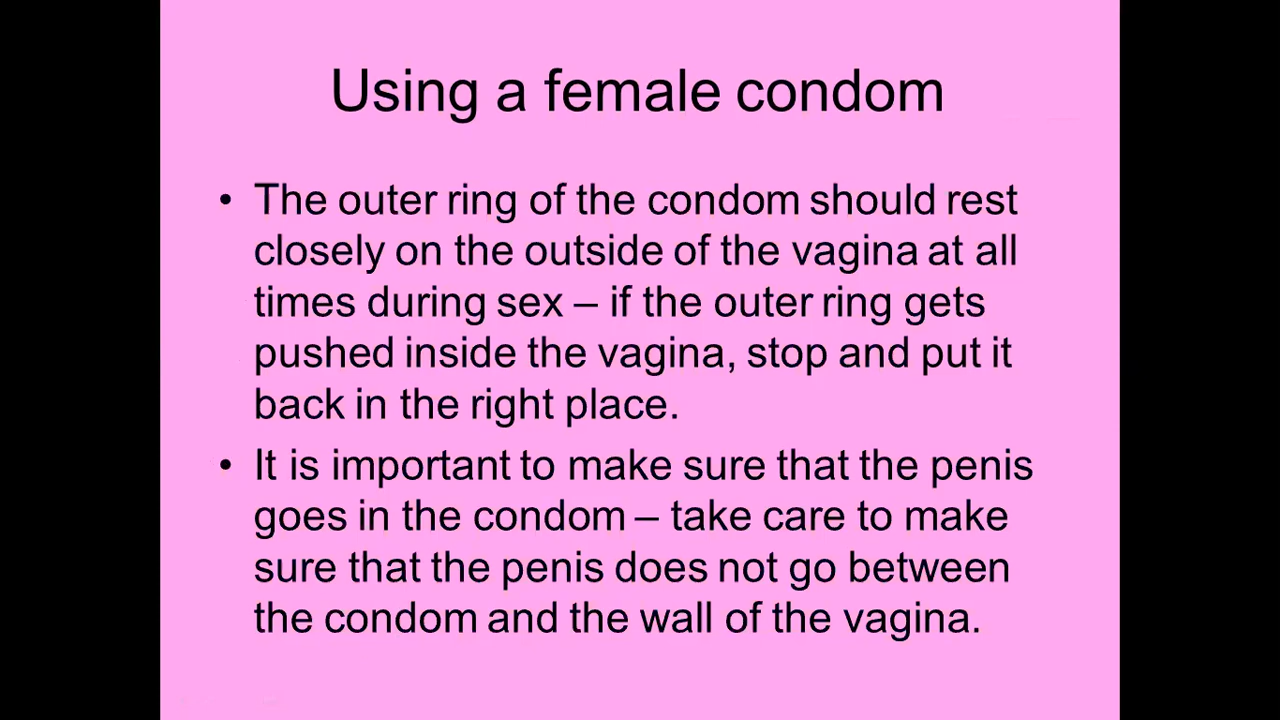 Using a female condom
• The outer ring of the condom should rest
closely on the outside of the vagina at all
times during sex – if the outer ring gets
pushed inside the vagina, stop and put it
back in the right place.
• It is important to make sure that the penis
goes in the condom – take care to make
sure that the penis does not go between
the condom and the wall of the vagina.